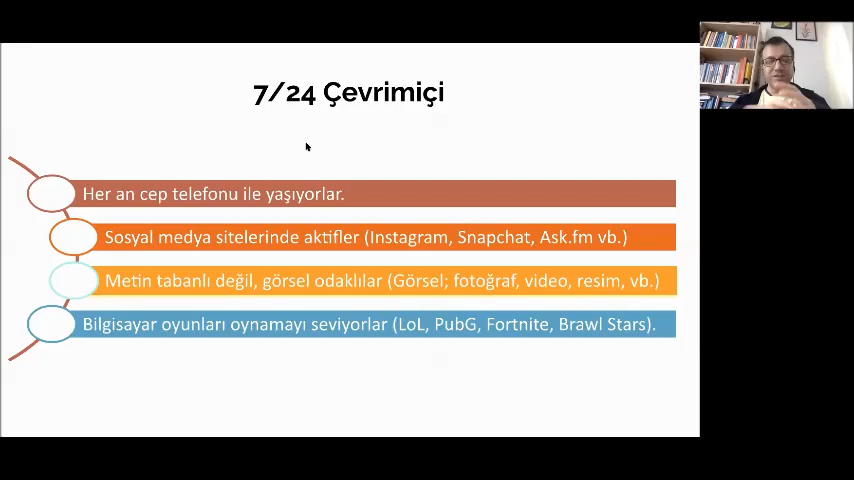 7/24 Çevrimiçi
Her an cep telefonu ile yaşıyorlar.
Sosyal medya sitelerinde aktifler (Instagram, Snapchat, Ask.fm vb.)
Metin tabanlı değil, görsel odaklılar (Görsel; fotoğraf, video, resim, vb.)
Bilgisayar oyunları oynamayı seviyorlar (LoL, PubG, Fortnite, Brawl Stars).